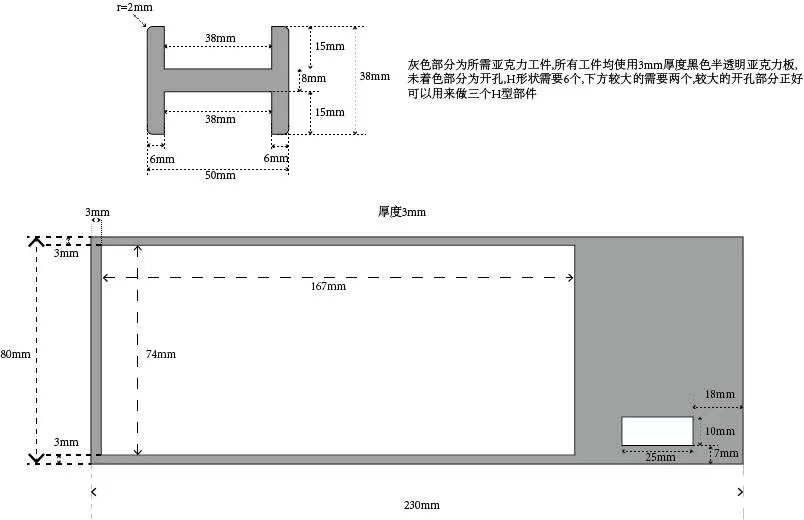 r=2mm
38mm
15mm
8mm
38mm
38mm
15mm
6mm
6mm
50mm
灰色部分为所需亚克力工件,所有工件均使用3mm厚度黑色半透明亚克力板,
未着色部分为开孔,H形状需要6个,下方较大的需要两个,较大的开孔部分正好
可以用来做三个H型部件
3mm
厚度3mm
3mm
167mm
80mm
74mm
18mm
10mm
3mm
25mm
7mm
230mm